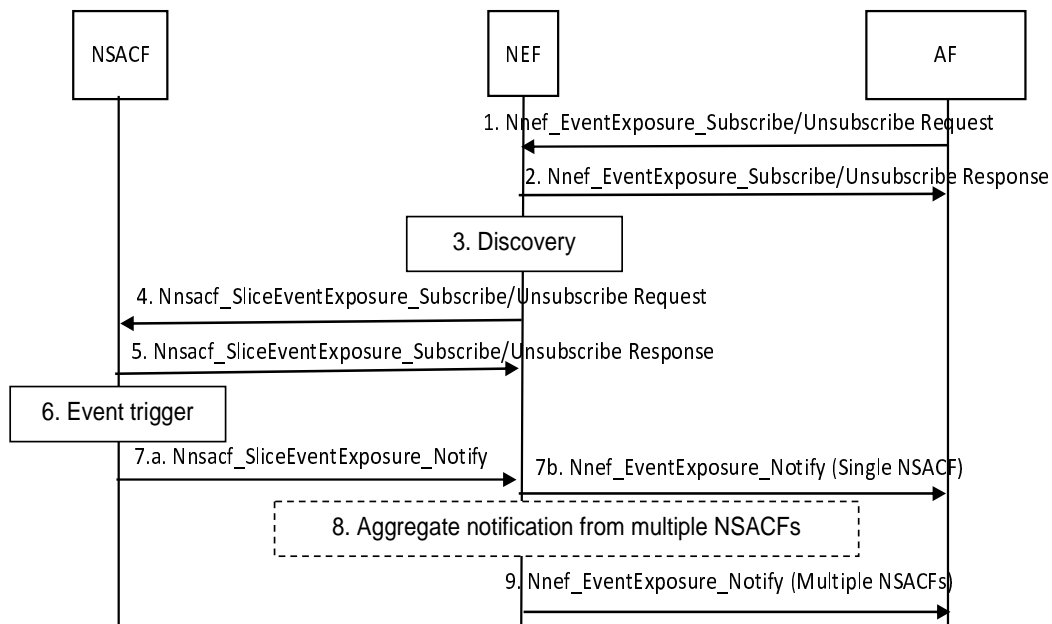 NSACF
NEF
AF
1. Nnef_EventExposure_Subscribe/Unsubscribe Request
2. Nnef_EventExposure_Subscribe/Unsubscribe Response
3. Discovery
4. Nnsacf_SliceEventExposure_Subscribe/Unsubscribe Request
5. Nnsacf_SliceEventExposure_Subscribe/Unsubscribe Response
6. Event trigger
7.a. Nnsacf_SliceEventExposure_Notify
7b. Nnef_EventExposure_Notify (Single NSACF)
8. Aggregate notification from multiple NSACFs
9. Nnef_EventExposure_Notify (Multiple NSACFs)